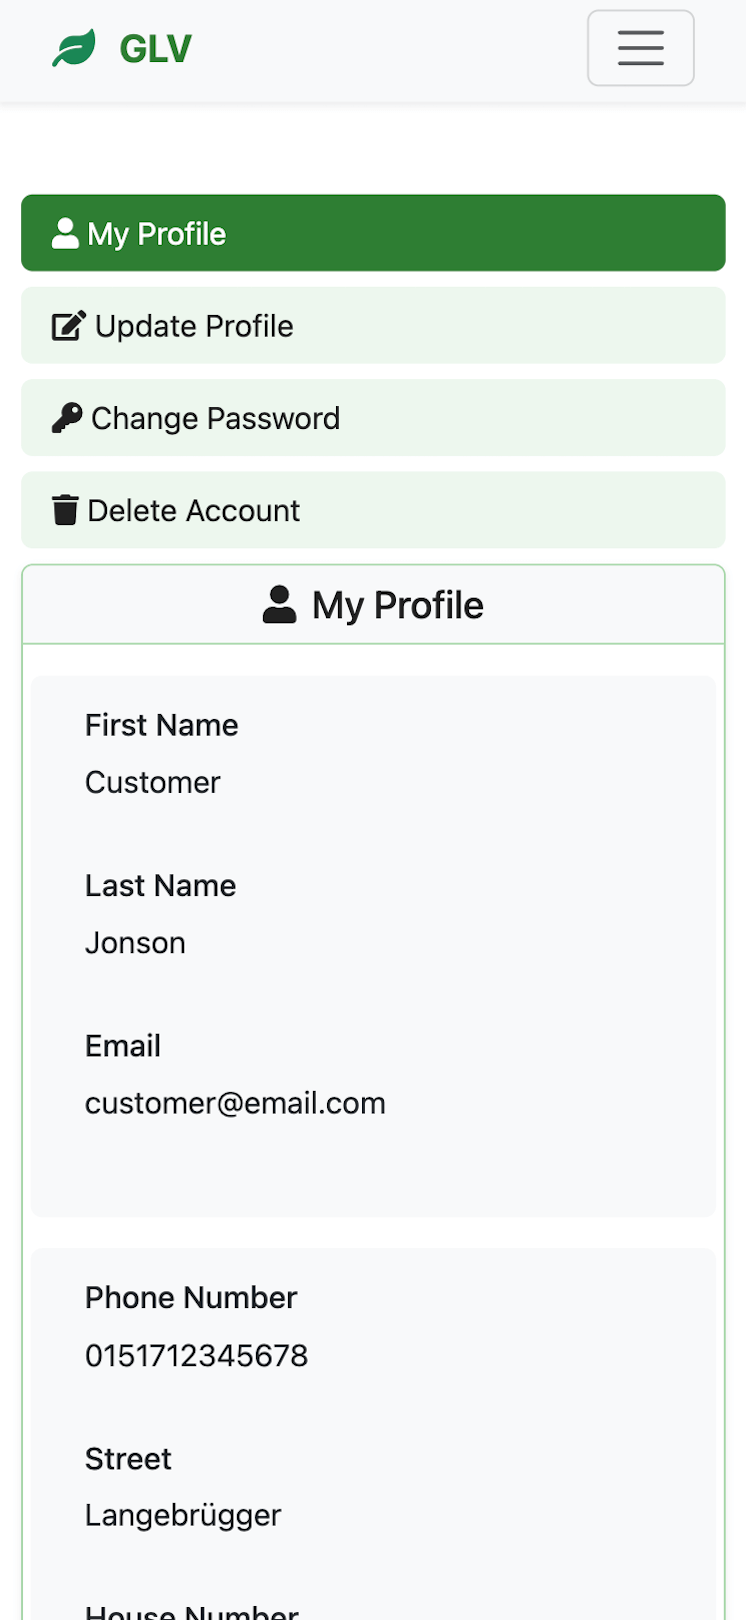 GLV
My Profile
Update Profile
Change Password
Delete Account
My Profile
First Name
Customer
Last Name
Jonson
Email
customer@email.com
Phone Number
0151712345678
Street
Langebrügger
House Number